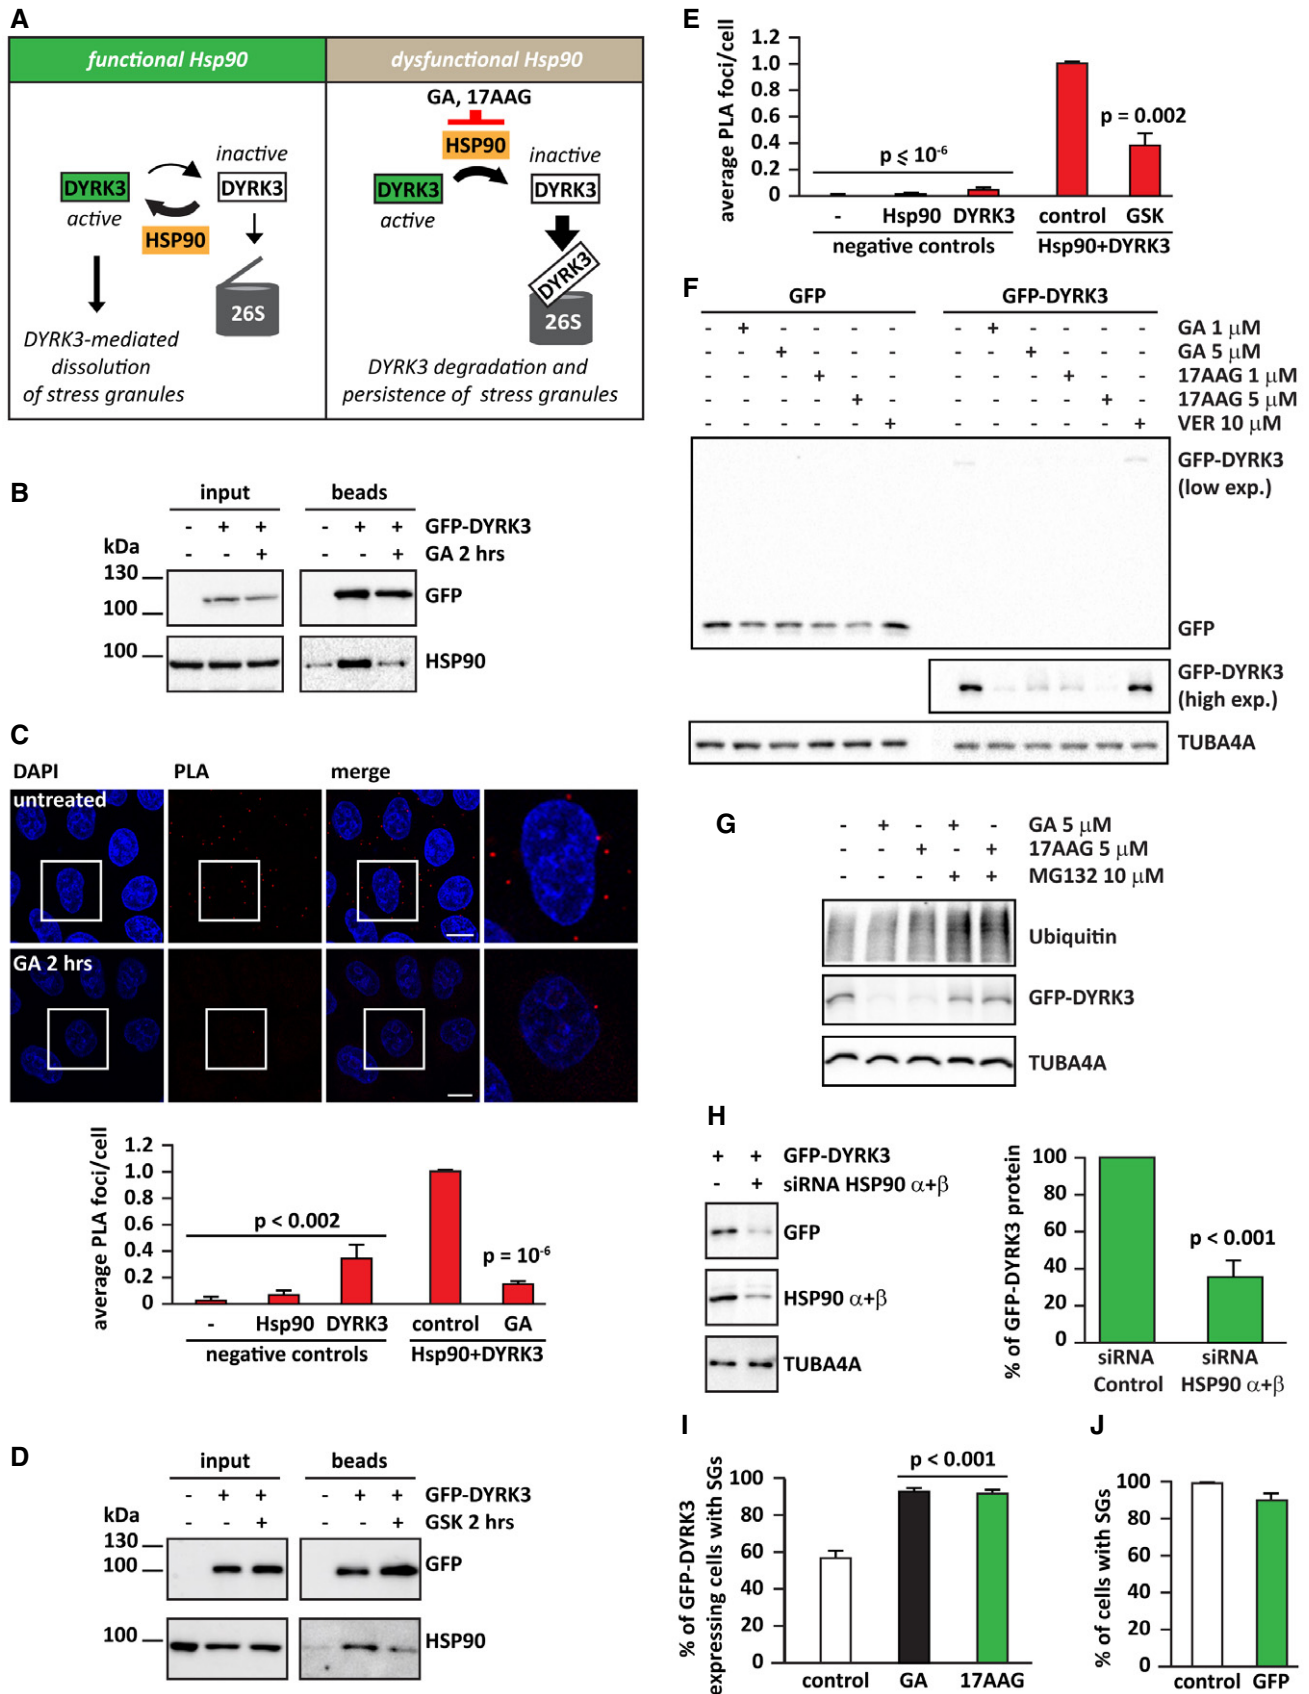 A
functional Hsp90
dysfunctional Hsp90
GA, 17AAG
HSP90
inactive
DYRK3
active
DYRK3
HSP90
26S
DYRK3-mediated
dissolution
of stress granules
inactive
DYRK3
active
DYRK3
DYRK3
26S
DYRK3 degradation and
persistence of stress granules
B
input
beads
- + + - + + GFP-DYRK3
- - + - - + GA 2 hrs
kDa
130
100
GFP
100
HSP90
C
DAPI
PLA
merge
untreated
GA 2 hrs
average PLA foci/cell
1.2
1.0
0.8
0.6
0.4
0.2
0
p < 0.002
p = 10-6
- Hsp90 DYRK3 control GA
negative controls
Hsp90+DYRK3
D
input
beads
- + + - + + GFP-DYRK3
- - + - - + GSK 2 hrs
kDa
130
100
GFP
100
HSP90
E
average PLA foci/cell
1.2
1.0
0.8
0.6
0.4
0.2
0
p ⩽ 10-6
p = 0.002
- Hsp90 DYRK3 control GSK
negative controls
Hsp90+DYRK3
F
GFP
GFP-DYRK3
- + - - - - - + - - - - GA 1 μM
- - + - - - - - + - - - GA 5 μM
- - - + - - - - - + - - 17AAG 1 μM
- - - - + - - - - - + - 17AAG 5 μM
- - - - - + - - - - - + VER 10 μM
GFP-DYRK3
(low exp.)
GFP
GFP-DYRK3
(high exp.)
TUBA4A
G
- + - + - GA 5 μM
- - + - + 17AAG 5 μM
- - - + + MG132 10 μM
Ubiquitin
GFP-DYRK3
TUBA4A
H
+ + GFP-DYRK3
- + siRNA HSP90 α+β
GFP
HSP90 α+β
TUBA4A
% of GFP-DYRK3 protein
100
80
60
40
20
0
p < 0.001
siRNA
Control
siRNA
HSP90 α+β
I
% of GFP-DYRK3
expressing cells with SGs
100
80
60
40
20
0
p < 0.001
control GA 17AAG
J
% of cells with SGs
100
80
60
40
20
0
control GFP